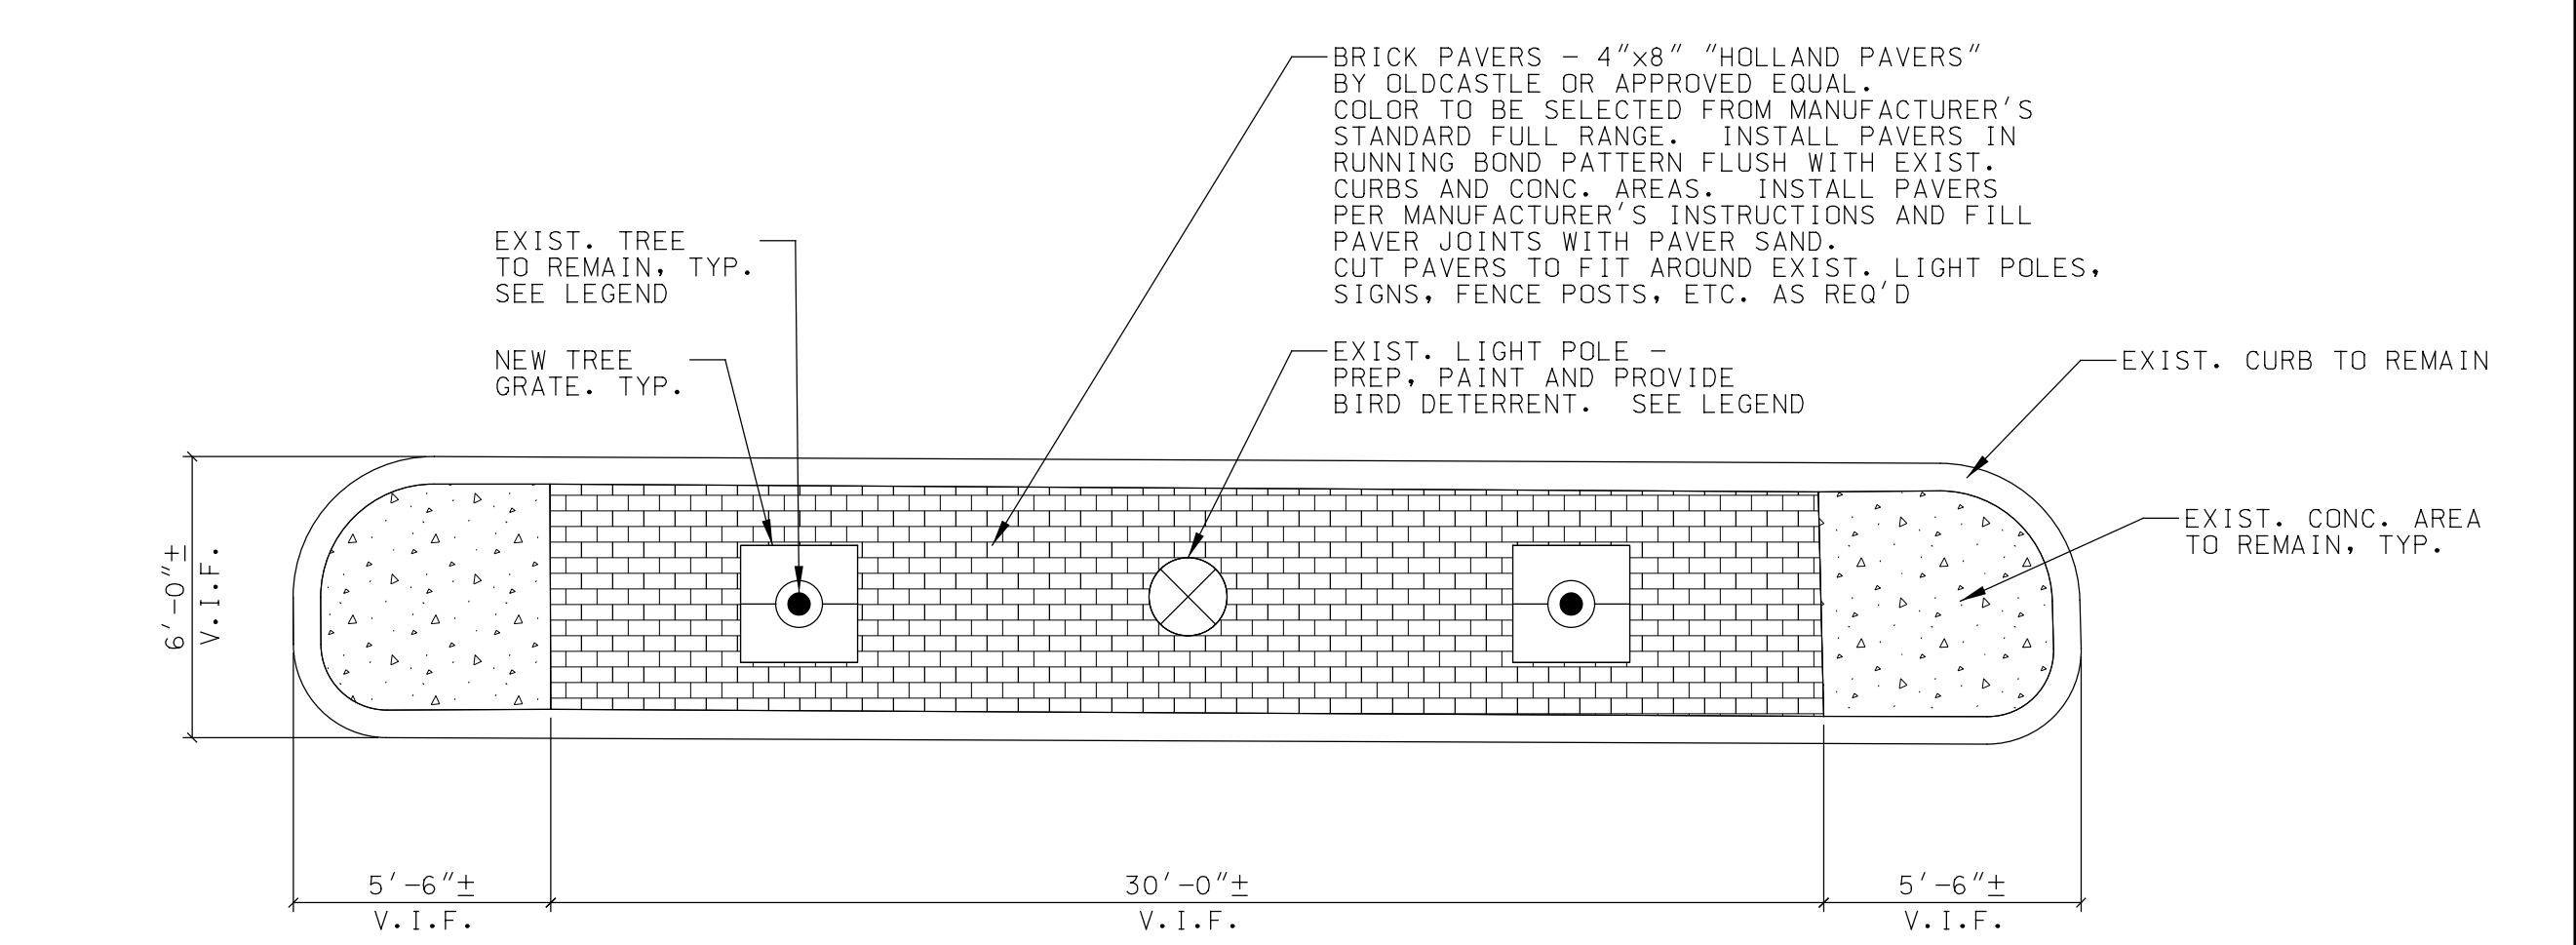 BRICK PAVERS - 4"x8" "HOLLAND PAVERS"
BY OLDCASTLE OR APPROVED EQUAL.
COLOR TO BE SELECTED FROM MANUFACTURER'S
STANDARD FULL RANGE.  INSTALL PAVERS IN
RUNNING BOND PATTERN FLUSH WITH EXIST.
CURBS AND CONC. AREAS.  INSTALL PAVERS
PER MANUFACTURER'S INSTRUCTIONS AND FILL
PAVER JOINTS WITH PAVER SAND.
CUT PAVERS TO FIT AROUND EXIST. LIGHT POLES,
SIGNS, FENCE POSTS, ETC. AS REQ'D
EXIST. TREE
TO REMAIN, TYP.
SEE LEGEND
NEW TREE
GRATE. TYP.
EXIST. LIGHT POLE -
PREP, PAINT AND PROVIDE
BIRD DETERRENT.  SEE LEGEND
EXIST. CURB TO REMAIN
EXIST. CONC. AREA
TO REMAIN, TYP.
6'-0"±
V.I.F.
5'-6"±
V.I.F.
30'-0"±
V.I.F.
5'-6"±
V.I.F.